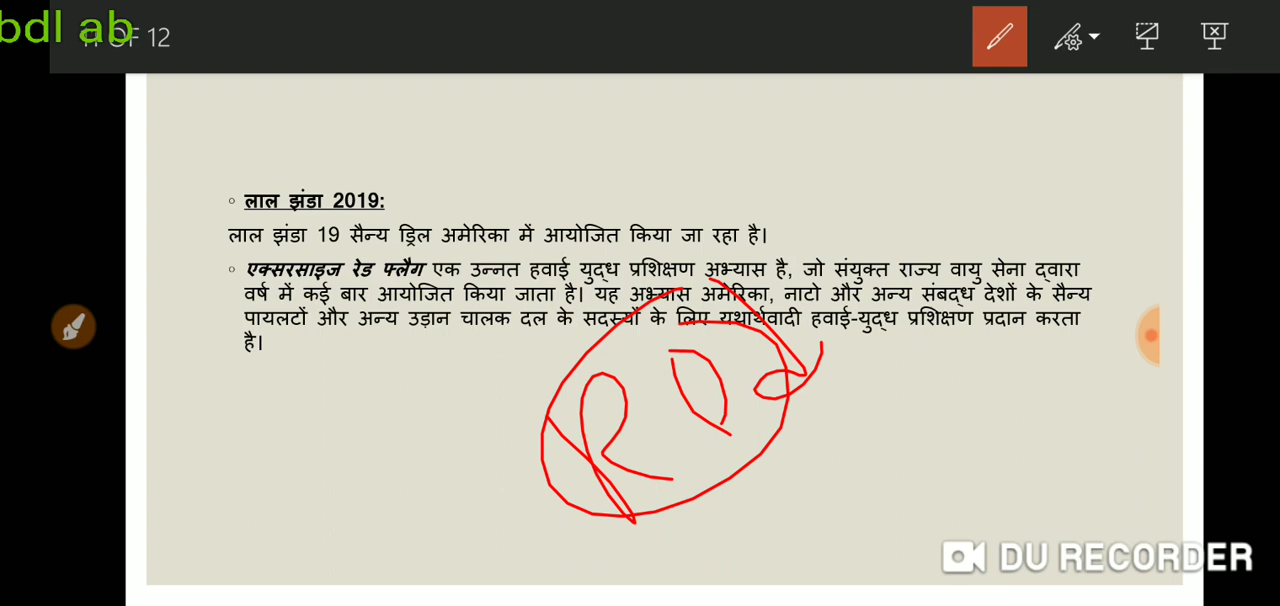 bdl ab
11 OF 12
लाल झंडा 2019:
लाल झंडा 19 सैन्य ड्रिल अमेरिका में आयोजित किया जा रहा है।
एक्सरसाइज रेड फ्लैग एक उन्नत हवाई युद्ध प्रशिक्षण अभ्यास है, जो संयुक्त राज्य वायु सेना द्वारा
वर्ष में कई बार आयोजित किया जाता है। यह अभ्यास अमेरिका, नाटो और अन्य संबद्ध देशों के सैन्य
पायलटों और अन्य उड़ान चालक दल के सदस्यों के लिए यथार्थवादी हवाई-युद्ध प्रशिक्षण प्रदान करता
है।
DU RECORDER